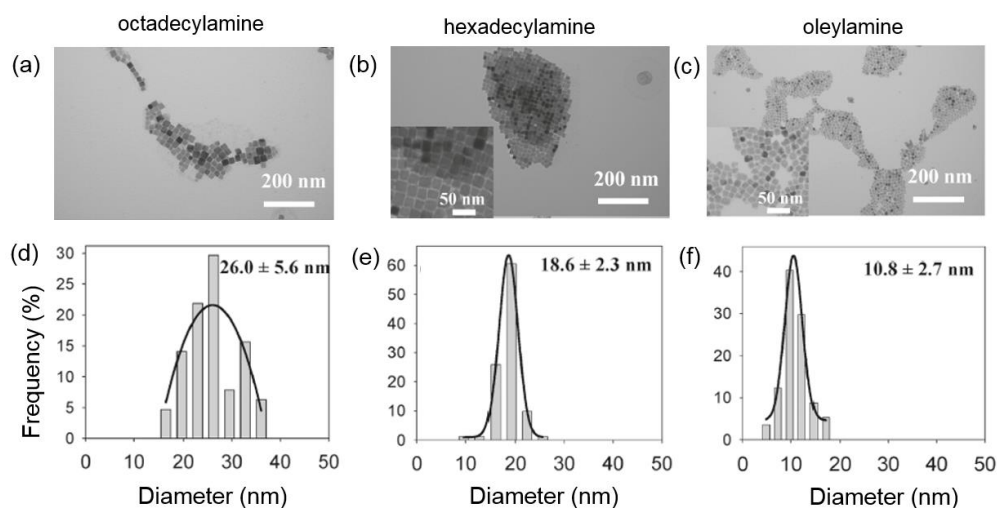 octadecylamine
hexadecylamine
oleylamine
(a)
200 nm
(b)
50 nm
200 nm
(c)
50 nm
200 nm
(d)
26.0 ± 5.6 nm
Frequency (%)
30
25
20
15
10
5
0
0 10 20 30 40 50
Diameter (nm)
(e)
18.6 ± 2.3 nm
60
50
40
30
20
10
0
0 10 20 30 40 50
Diameter (nm)
(f)
10.8 ± 2.7 nm
40
30
20
10
0
0 10 20 30 40 50
Diameter (nm)